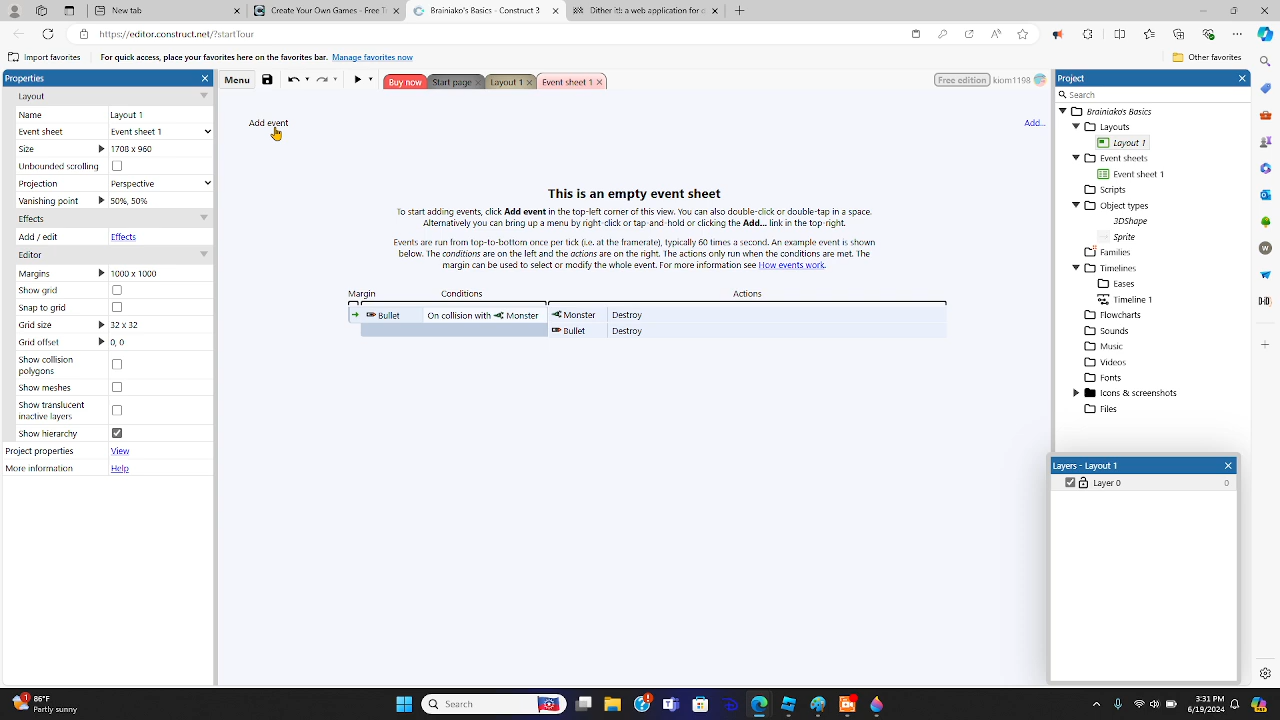 New tab
Create Your Own Games - Free T
Brainiako's Basics - Construct 3
Dither it!: a web application for c
https://editor.construct.net/?startTour
Import favorites
For quick access, place your favorites here on the favorites bar. Manage favorites now
Other favorites
Properties
Layout
Name Layout 1
Event sheet Event sheet 1
Size 1708 x 960
Unbounded scrolling
Projection Perspective
Vanishing point 50%, 50%
Effects
Add / edit Effects
Editor
Margins 1000 x 1000
Show grid
Snap to grid
Grid size 32 x 32
Grid offset 0, 0
Show collision
polygons
Show meshes
Show translucent
inactive layers
Show hierarchy
Project properties View
More information Help
Menu
Buy now
Start page
Layout 1
Event sheet 1
Free edition
kiom1198
Add event
Add...
This is an empty event sheet
To start adding events, click Add event in the top-left corner of this view. You can also double-click or double-tap in a space.
Alternatively you can bring up a menu by right-click or tap-and-hold or clicking the Add... link in the top-right.
Events are run from top-to-bottom once per tick (i.e. at the framerate), typically 60 times a second. An example event is shown
below. The conditions are on the left and the actions are on the right. The actions only run when the conditions are met. The
margin can be used to select or modify the whole event. For more information see How events work.
Margin Conditions Actions
Bullet On collision with Monster Monster Destroy
Bullet Destroy
Project
Search
Brainiako's Basics
Layouts
Layout 1
Event sheets
Event sheet 1
Scripts
Object types
3DShape
Sprite
Families
Timelines
Eases
Timeline 1
Flowcharts
Sounds
Music
Videos
Fonts
Icons & screenshots
Files
Layers - Layout 1
Layer 0 0
86°F
Partly sunny
Search
3:31 PM
6/19/2024